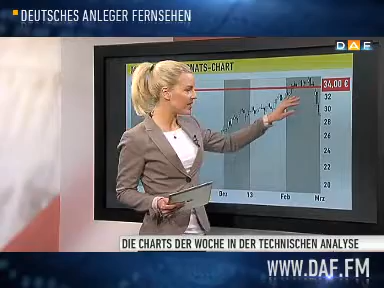 DEUTSCHES ANLEGER FERNSEHEN
DAF
NATS-CHART
34,00 €
32
30
28
26
24
22
20
Dez 13 Feb Mrz
DIE CHARTS DER WOCHE IN DER TECHNISCHEN ANALYSE
WWW.DAF.FM